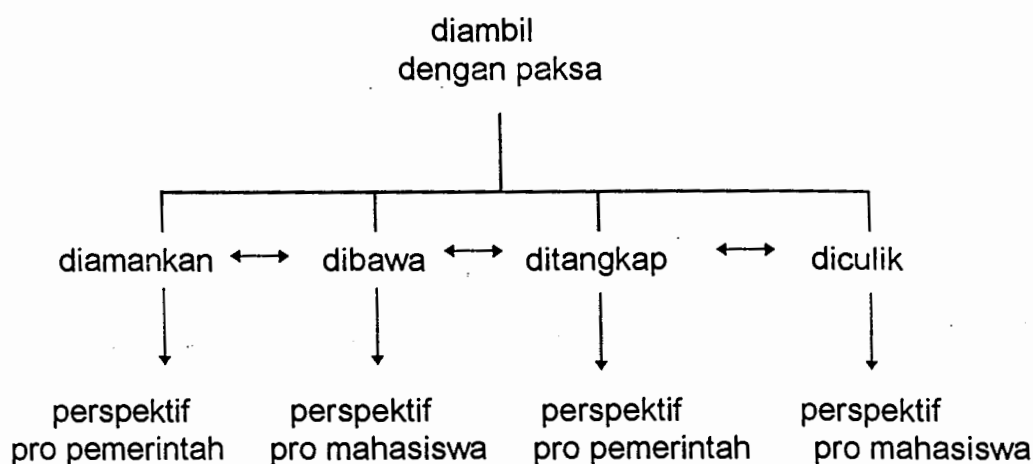 diambil
dengan paksa
diamankan dibawa ditangkap diculik
perspektif perspektif perspektif perspektif
pro pemerintah pro mahasiswa pro pemerintah pro mahasiswa